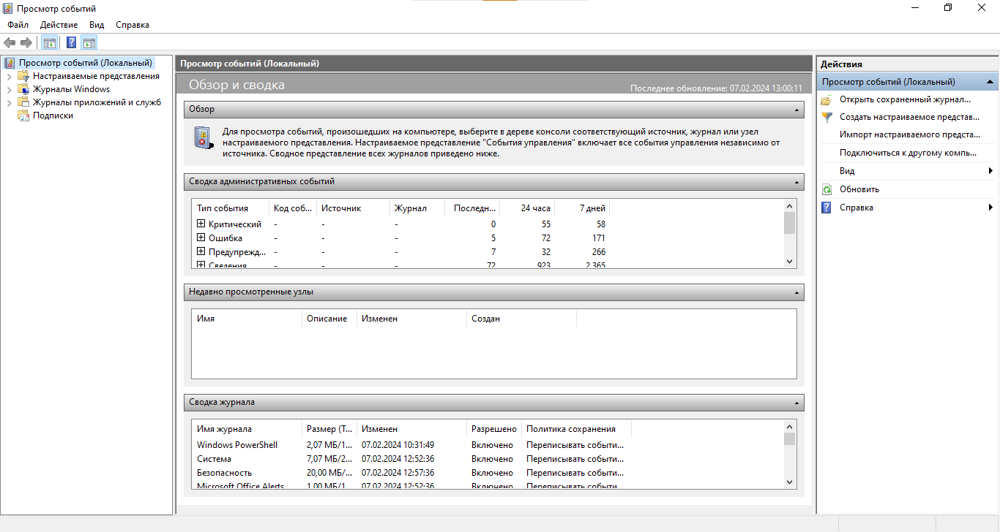 Просмотр событий
Файл Действие Вид Справка
Просмотр событий (Локальный)
Настраиваемые представления
Журналы Windows
Журналы приложений и служб
Подписки
Просмотр событий (Локальный)
Обзор и сводка
Последнее обновление: 07.02.2024 13:00:11
Обзор
Для просмотра событий, произошедших на компьютере, выберите в дереве консоли соответствующий источник, журнал или узел
настраиваемого представления. Настраиваемое представление "События управления" включает все события управления независимо от
источника. Сводное представление всех журналов приведено ниже.
Сводка административных событий
Тип события Код соб... Источник Журнал Последн... 24 часа 7 дней
Критический - - - 0 55 58
Ошибка - - - 5 72 171
Предупрежд... - - - 7 32 266
Сведения - - - 72 923 2 365
Недавно просмотренные узлы
Имя Описание Изменен Создан
Сводка журнала
Имя журнала Размер (Т... Изменен Разрешено Политика сохранения
Windows PowerShell 2,07 МБ/1... 07.02.2024 10:31:49 Включено Переписывать событи...
Система 7,07 МБ/2... 07.02.2024 12:52:36 Включено Переписывать событи...
Безопасность 20,00 МБ/... 07.02.2024 12:57:36 Включено Переписывать событи...
Microsoft Office Alerts 1,00 МБ/1... 07.02.2024 12:52:36 Включено Переписывать событи...
Действия
Просмотр событий (Локальный)
Открыть сохраненный журнал...
Создать настраиваемое представ...
Импорт настраиваемого предста...
Подключиться к другому компь...
Вид
Обновить
Справка